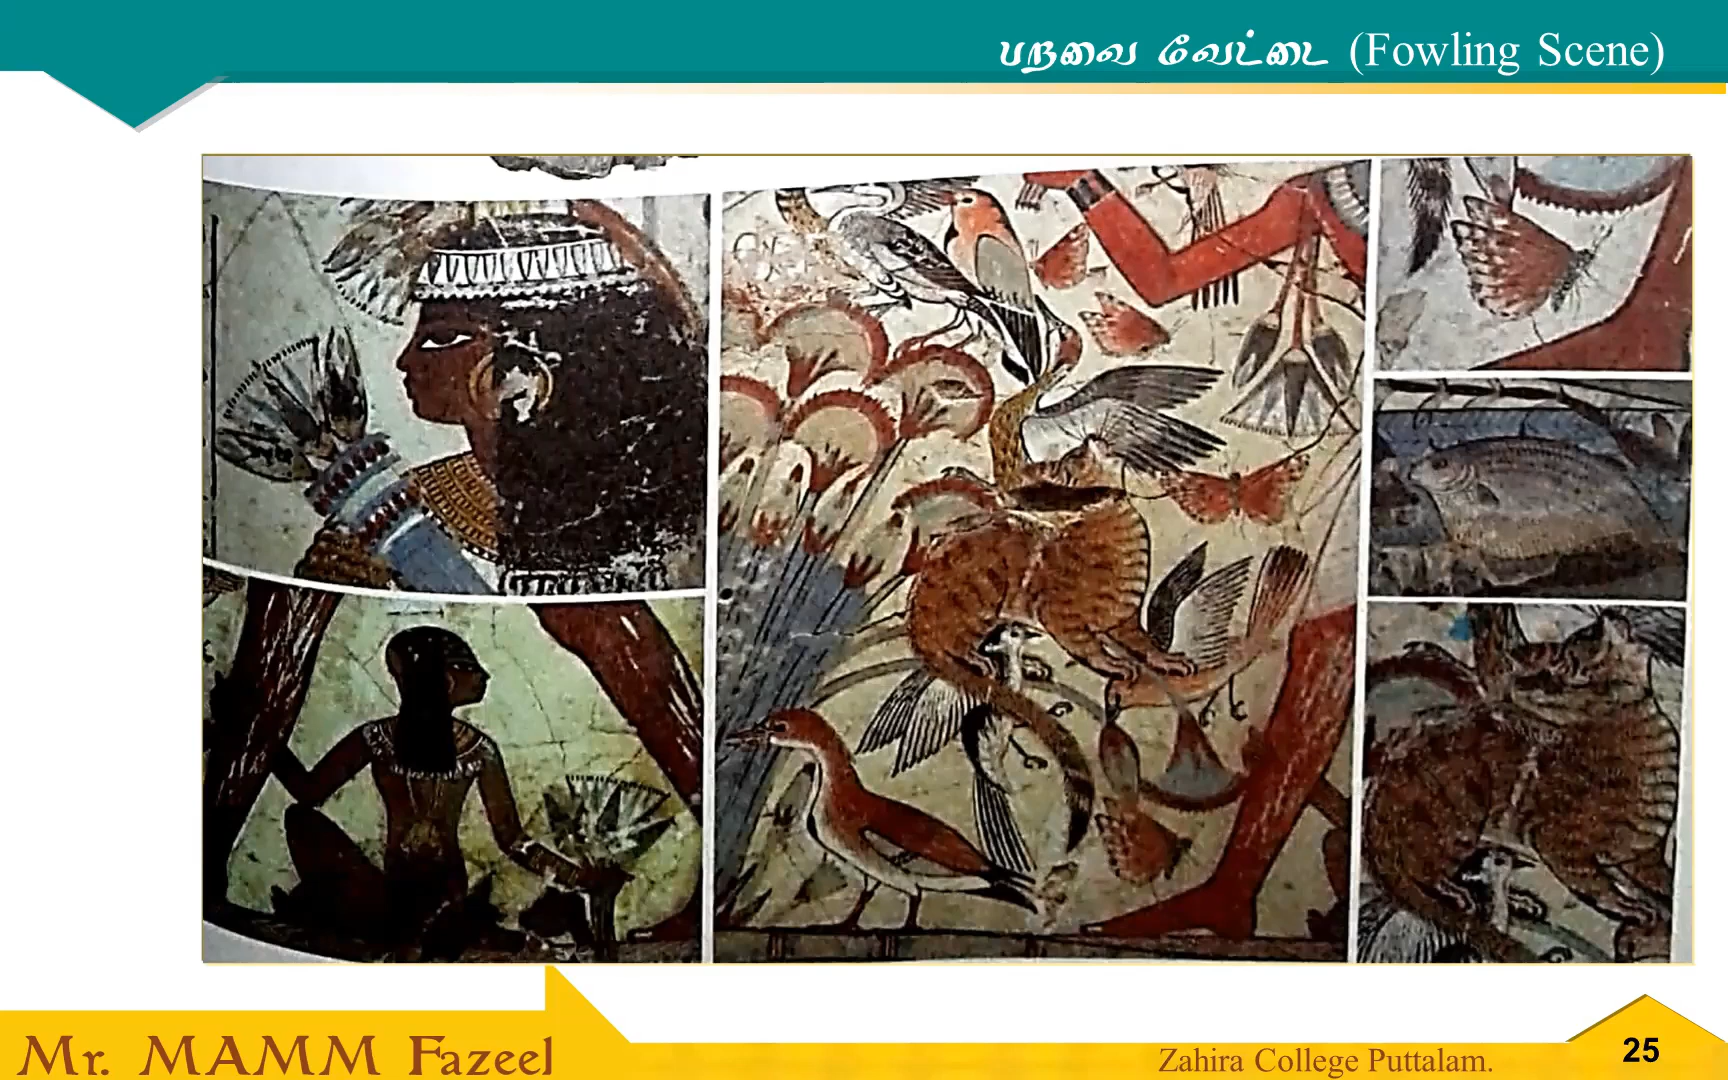 பறவை வேட்டை (Fowling Scene)
Mr. MAMM Fazeel
Zahira College Puttalam.
25